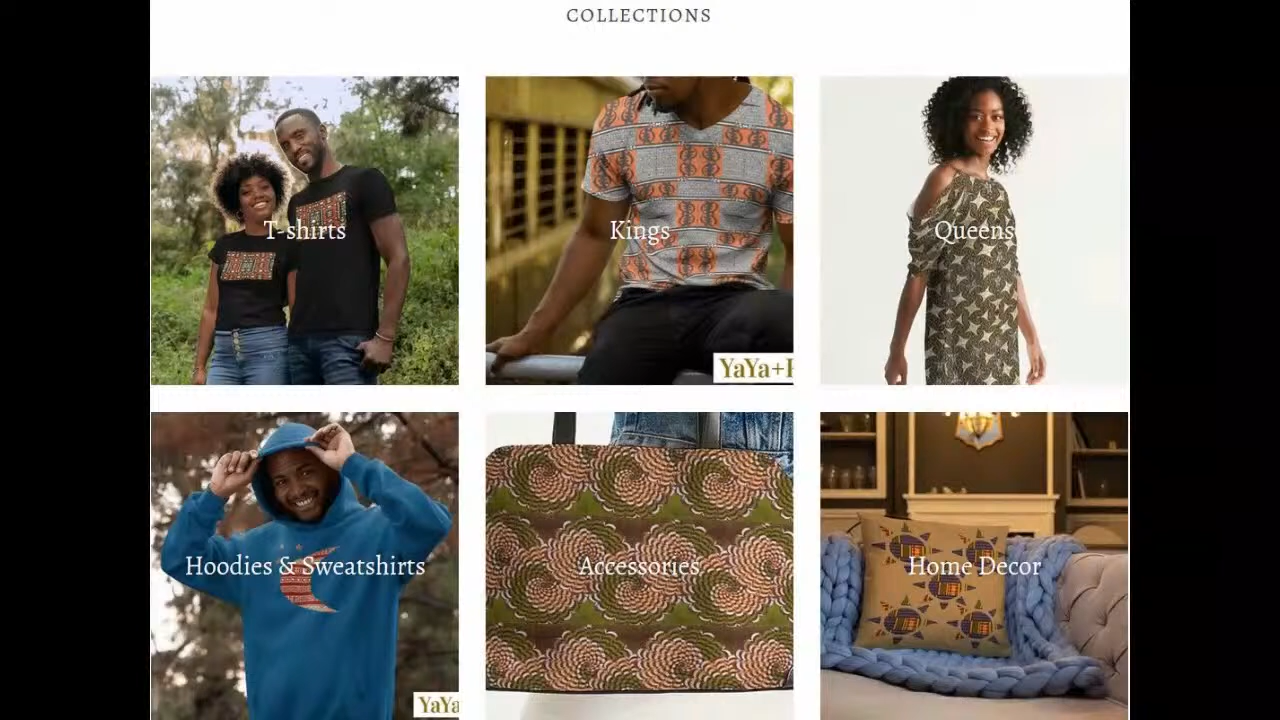 COLLECTIONS
T-shirts
Kings
Queens
YaYa+
Hoodies & Sweatshirts
Accessories
Home Decor
YaYa